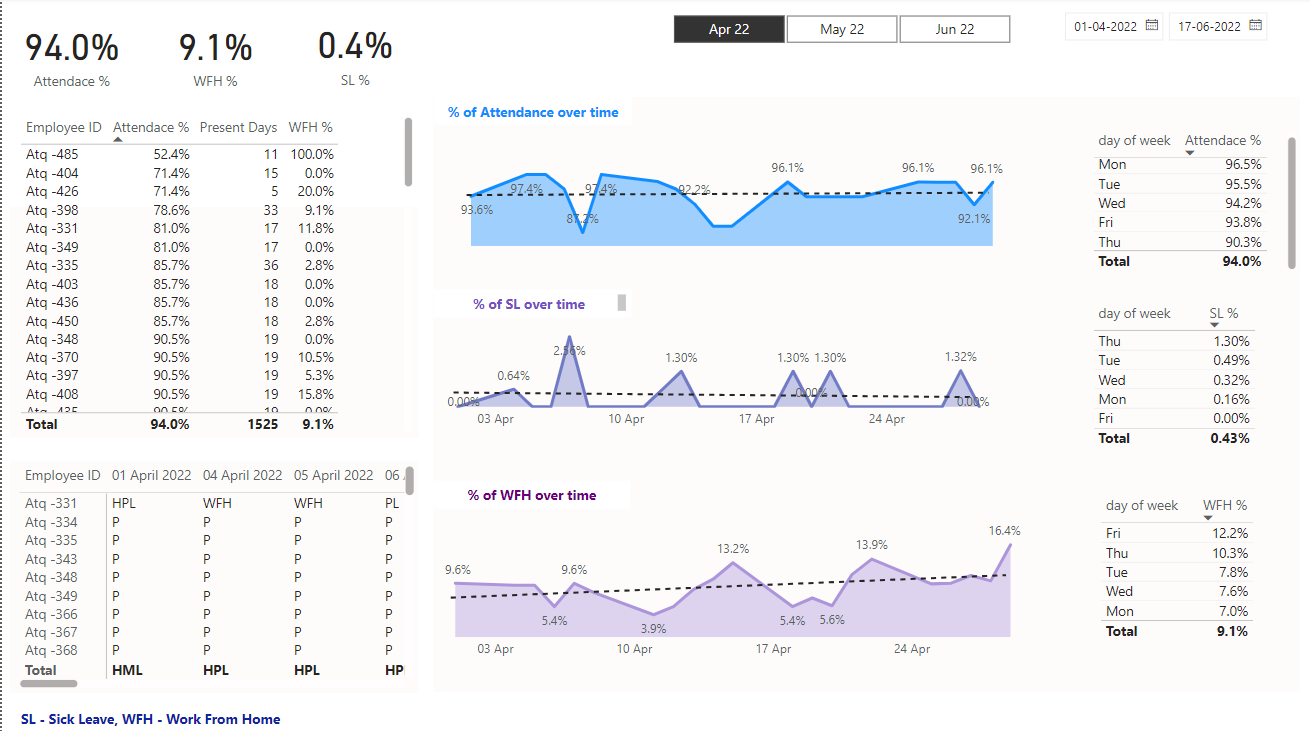 94.0%
Attendace %
9.1%
WFH %
0.4%
SL %
Apr 22
May 22
Jun 22
01-04-2022
17-06-2022
Employee ID Attendace % Present Days WFH %
Atq -485 52.4% 11 100.0%
Atq -404 71.4% 15 0.0%
Atq -426 71.4% 5 20.0%
Atq -398 78.6% 33 9.1%
Atq -331 81.0% 17 11.8%
Atq -349 81.0% 17 0.0%
Atq -335 85.7% 36 2.8%
Atq -403 85.7% 18 0.0%
Atq -436 85.7% 18 0.0%
Atq -450 85.7% 18 2.8%
Atq -348 90.5% 19 0.0%
Atq -370 90.5% 19 10.5%
Atq -397 90.5% 19 5.3%
Atq -408 90.5% 19 15.8%
Atq -435 90.5% 19 0.0%
Total 94.0% 1525 9.1%
Employee ID 01 April 2022 04 April 2022 05 April 2022 06
Atq -331 HPL WFH WFH PL
Atq -334 P P P P
Atq -335 P P P P
Atq -343 P P P P
Atq -348 P P P P
Atq -349 P P P P
Atq -366 P P P P
Atq -367 P P P P
Atq -368 P P P P
Total HML HPL HPL HPL
SL - Sick Leave, WFH - Work From Home
% of Attendance over time
93.6%
97.4%
87.2%
97.4%
92.2%
96.1%
96.1%
92.1%
96.1%
% of SL over time
0.00%
0.64%
2.56%
1.30%
1.30%
0.00%
1.30%
1.32%
0.00%
03 Apr 10 Apr 17 Apr 24 Apr
% of WFH over time
9.6%
5.4%
9.6%
3.9%
13.2%
5.4%
5.6%
13.9%
16.4%
03 Apr 10 Apr 17 Apr 24 Apr
day of week Attendace %
Mon 96.5%
Tue 95.5%
Wed 94.2%
Fri 93.8%
Thu 90.3%
Total 94.0%
day of week SL %
Thu 1.30%
Tue 0.49%
Wed 0.32%
Mon 0.16%
Fri 0.00%
Total 0.43%
day of week WFH %
Fri 12.2%
Thu 10.3%
Tue 7.8%
Wed 7.6%
Mon 7.0%
Total 9.1%